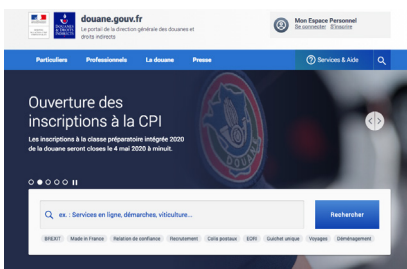 douane.gouv.fr
Le portail de la direction générale des douanes et
droits indirects
Mon Espace Personnel
Se connecter S'inscrire
Particuliers Professionnels La douane Presse
Services & Aide
Ouverture des
inscriptions à la CPI
Les inscriptions à la classe préparatoire intégrée 2020
de la douane seront closes le 4 mai 2020 à minuit.
DOUANE
ex. : Services en ligne, démarches, viticulture...
Rechercher
BREXIT Made in France Relation de confiance Recrutement Colis postaux EORI Guichet unique Voyages Déménagement